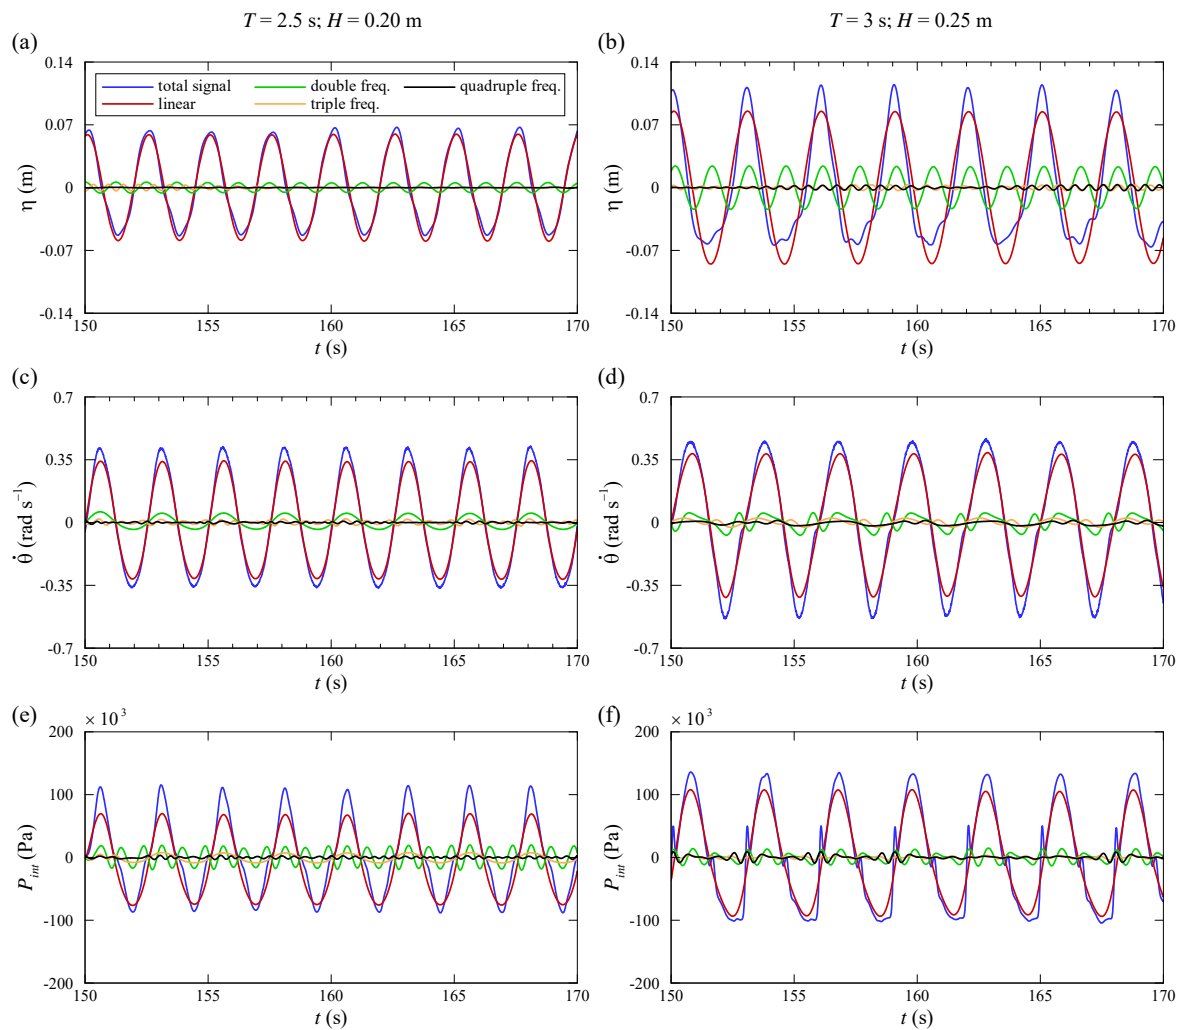 T = 2.5 s; H = 0.20 m
T = 3 s; H = 0.25 m
(a)
(b)
0.14
0.07
0
-0.07
-0.14
η (m)
total signal
double freq.
quadruple freq.
linear
triple freq.
150
155
160
165
170
t (s)
0.14
0.07
0
-0.07
-0.14
η (m)
150
155
160
165
170
t (s)
(c)
(d)
0.7
0.35
0
-0.35
-0.7
θ̇ (rad s⁻¹)
150
155
160
165
170
t (s)
0.7
0.35
0
-0.35
-0.7
θ̇ (rad s⁻¹)
150
155
160
165
170
t (s)
(e)
(f)
× 10 ³
200
100
0
-100
-200
P_int (Pa)
150
155
160
165
170
t (s)
× 10 ³
200
100
0
-100
-200
P_int (Pa)
150
155
160
165
170
t (s)